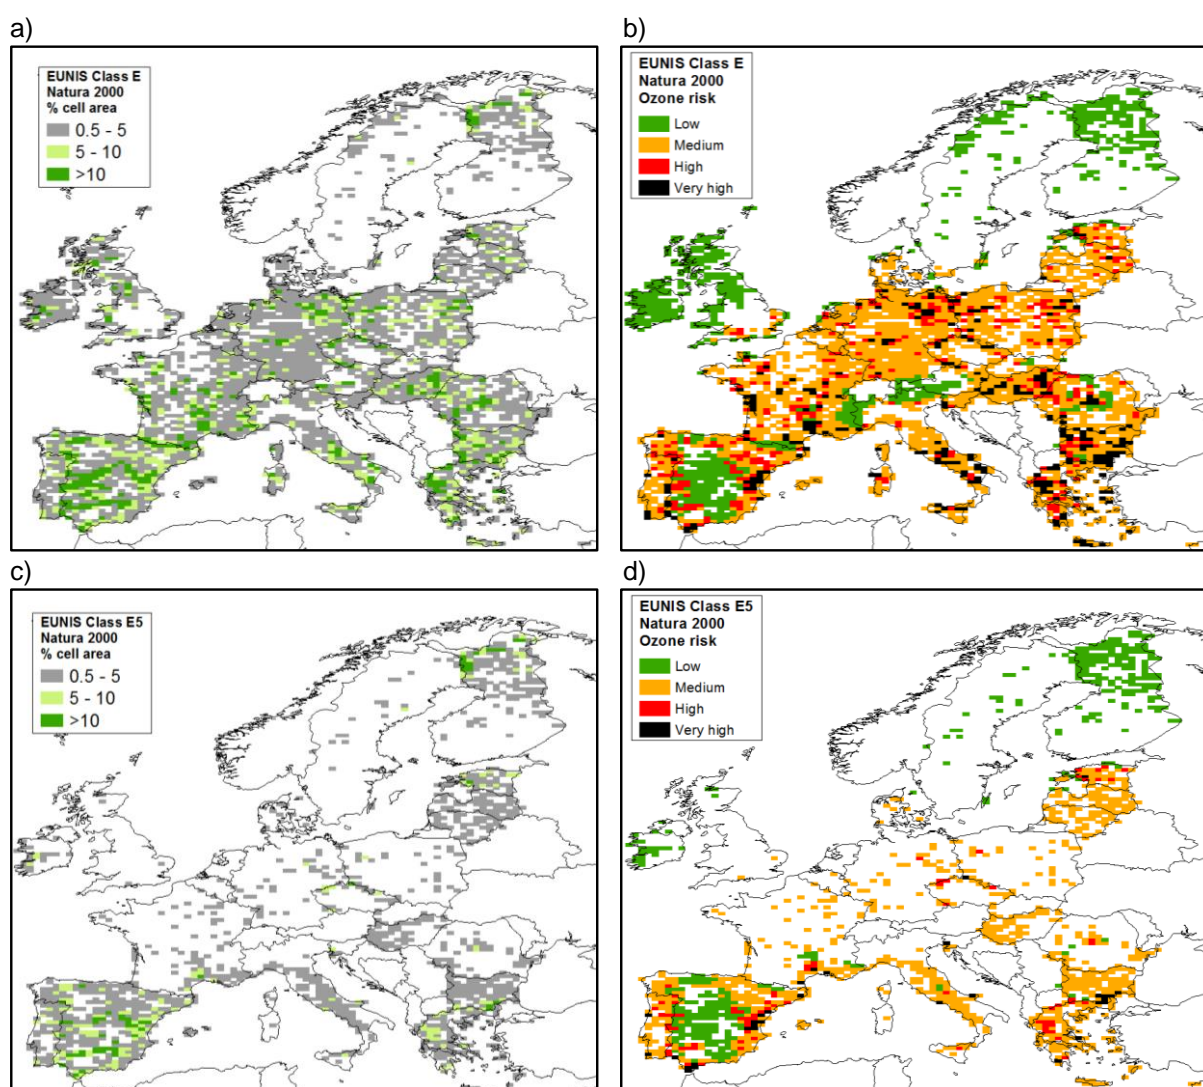 a)
EUNIS Class E
Natura 2000
% cell area
0.5 - 5
5 - 10
>10
b)
EUNIS Class E
Natura 2000
Ozone risk
Low
Medium
High
Very high
c)
EUNIS Class E5
Natura 2000
% cell area
0.5 - 5
5 - 10
>10
d)
EUNIS Class E5
Natura 2000
Ozone risk
Low
Medium
High
Very high